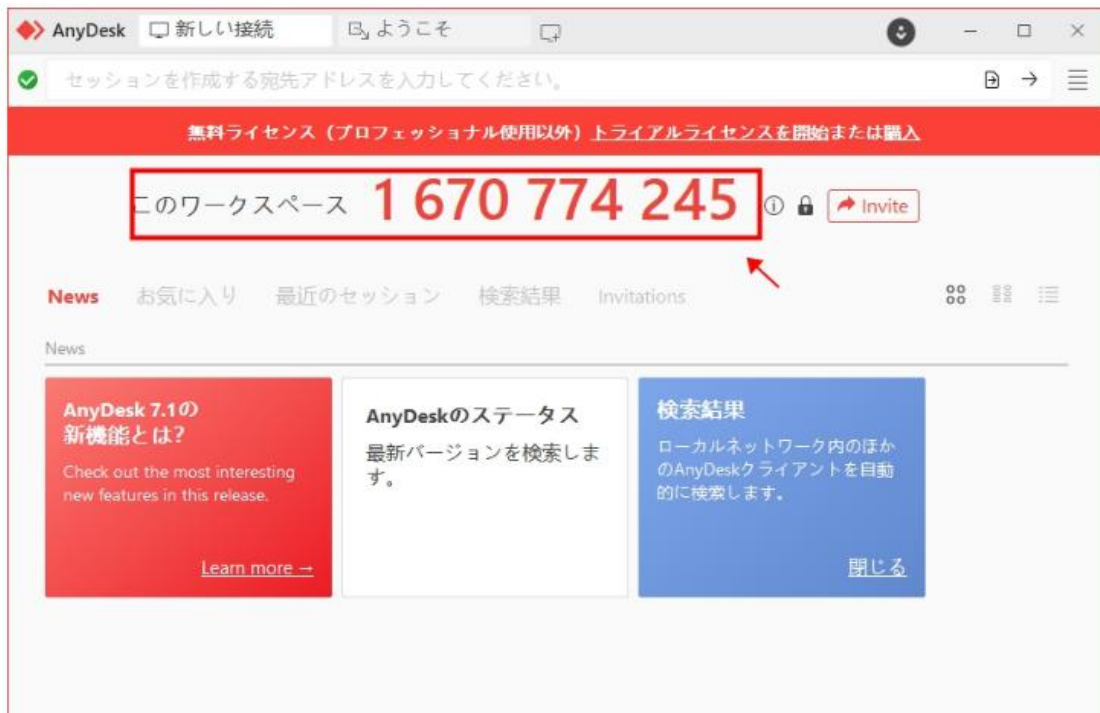 AnyDesk 新しい接続 ようこそ
セッションを作成する宛先アドレスを入力してください。
無料ライセンス（プロフェッショナル使用以外）トライアルライセンスを開始または購入
このワークスペース 1 670 774 245 Invite
News お気に入り 最近のセッション 検索結果 Invitations
News
AnyDesk 7.1の
新機能とは?
Check out the most interesting
new features in this release.
Learn more →
AnyDeskのステータス
最新バージョンを検索しま
す。
検索結果
ローカルネットワーク内のほか
のAnyDeskクライアントを自動
的に検索します。
閉じる